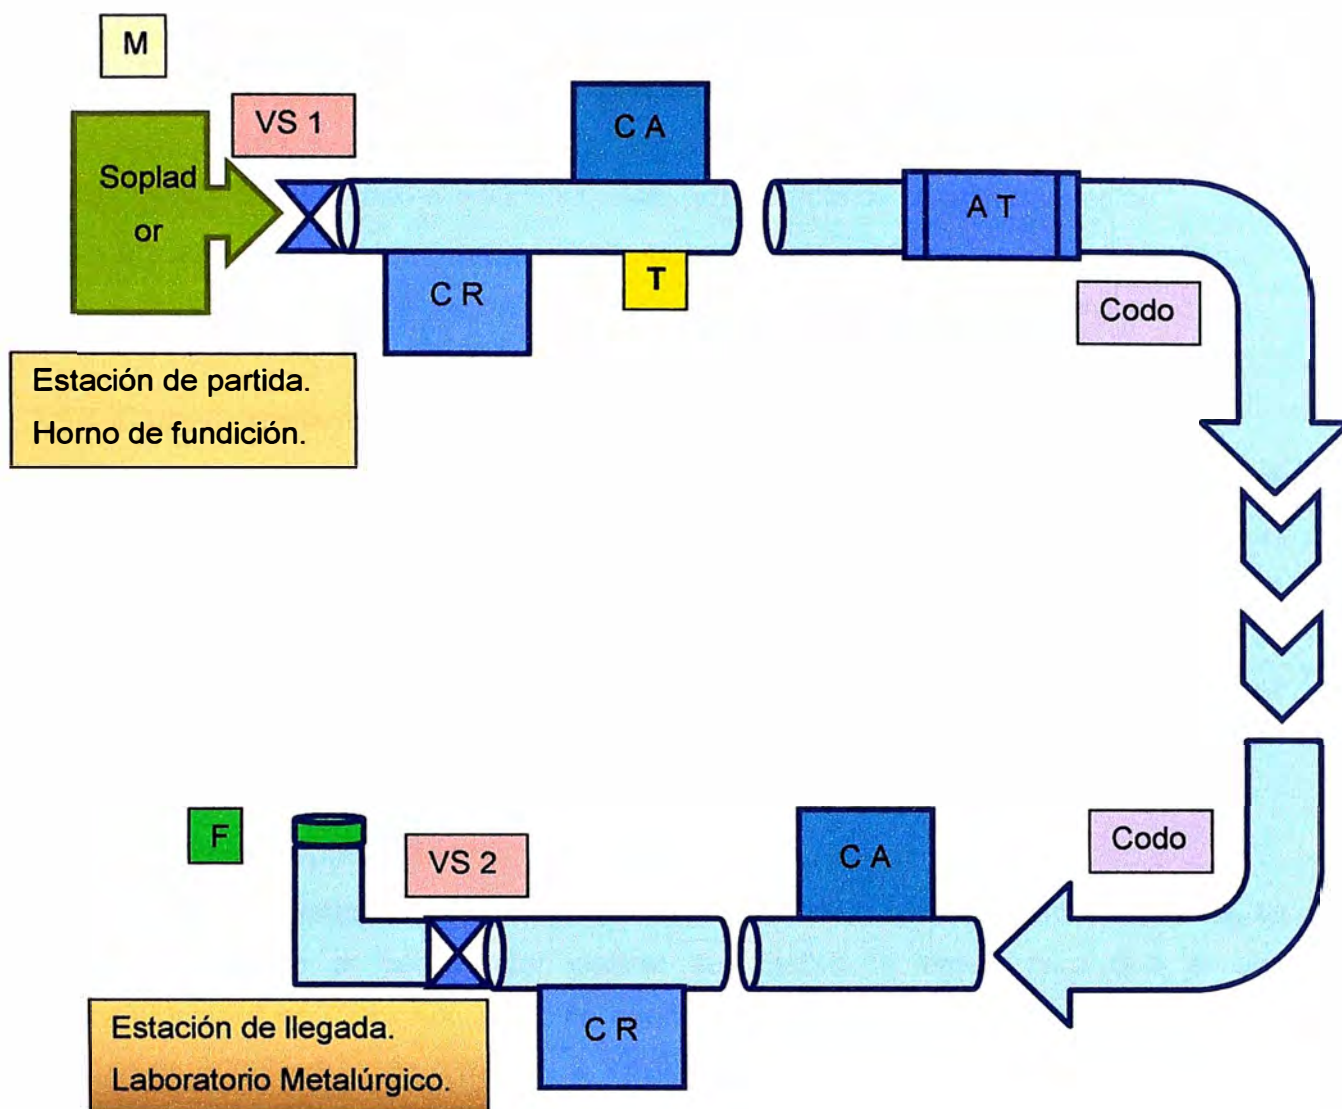 M
VS 1
C A
Soplad
or
A T
C R
T
Codo
Estación de partida.
Horno de fundición.
F
VS 2
C A
Codo
C R
Estación de llegada.
Laboratorio Metalúrgico.